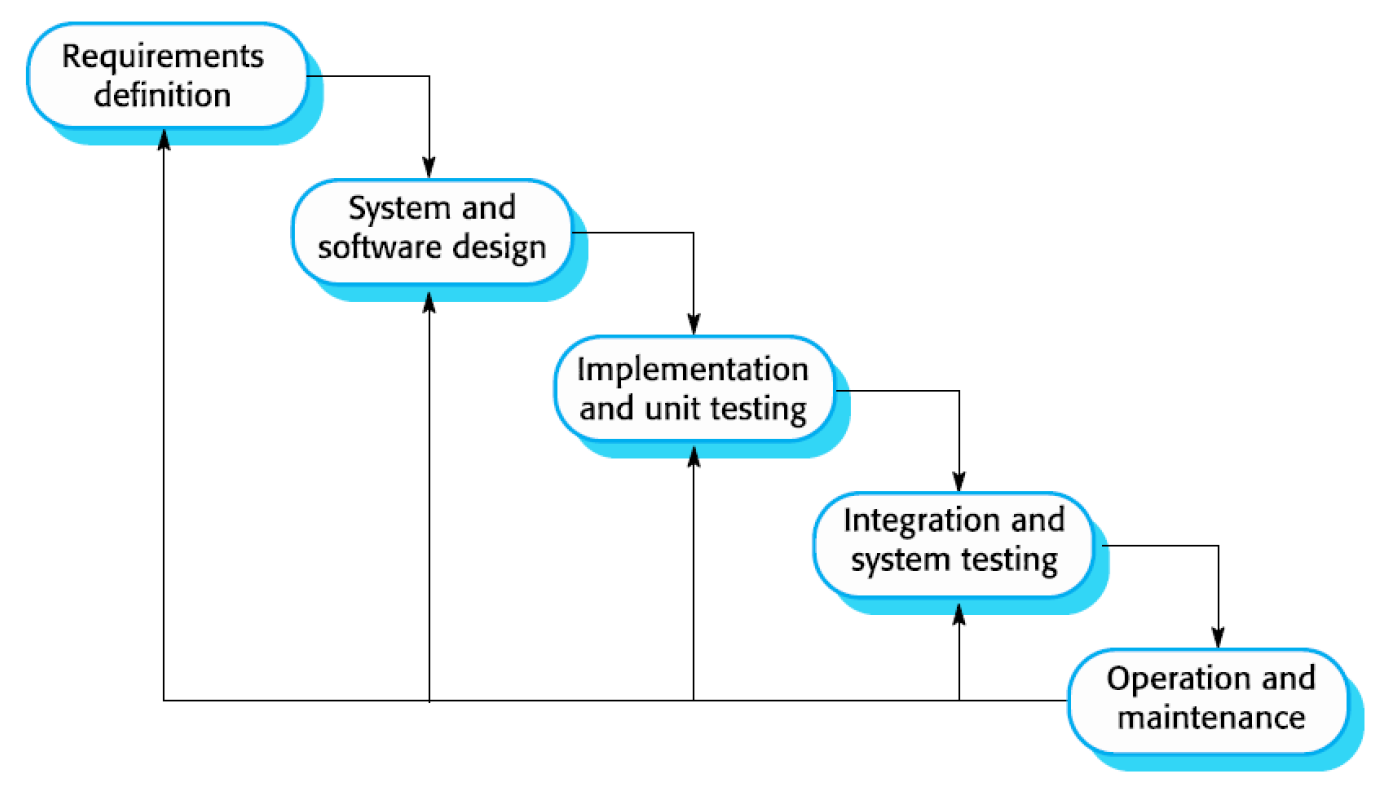 Requirements
definition
System and
software design
Implementation
and unit testing
Integration and
system testing
Operation and
maintenance